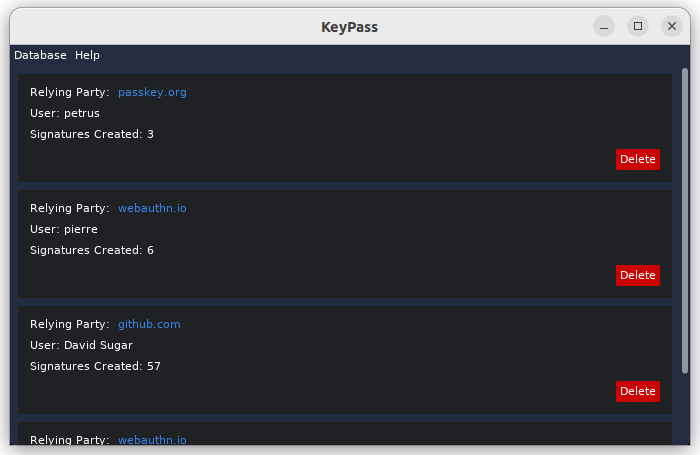 KeyPass
Database Help
Relying Party: passkey.org
User: petrus
Signatures Created: 3
Delete
Relying Party: webauthn.io
User: pierre
Signatures Created: 6
Delete
Relying Party: github.com
User: David Sugar
Signatures Created: 57
Delete
Relying Party: webauthn.io